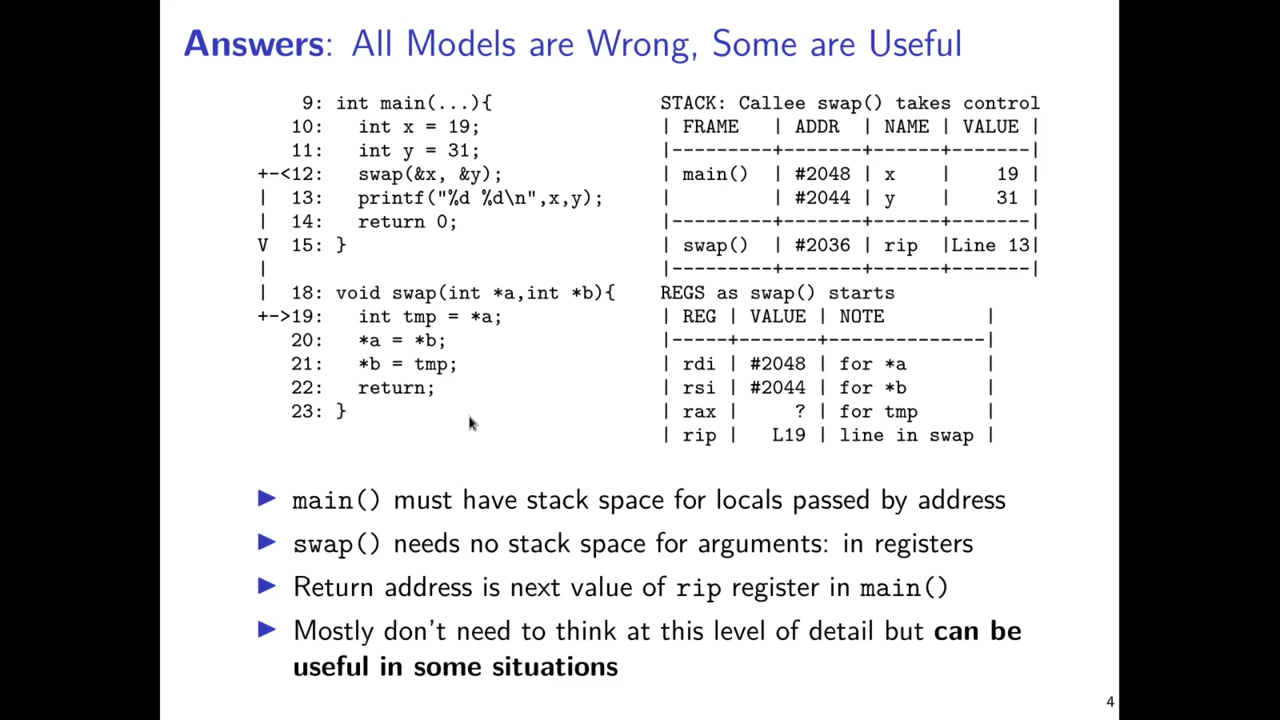 Answers: All Models are Wrong, Some are Useful
9: int main(...){
10: int x = 19;
11: int y = 31;
+-<12: swap(&x, &y);
| 13: printf("%d %d\n",x,y);
| 14: return 0;
V 15: }
|
| 18: void swap(int *a,int *b){
+->19: int tmp = *a;
20: *a = *b;
21: *b = tmp;
22: return;
23: }
STACK: Callee swap() takes control
| FRAME | ADDR | NAME | VALUE |
|---------+-------+------+-------|
| main() | #2048 | x | 19 |
| | #2044 | y | 31 |
|---------+-------+------+-------|
| swap() | #2036 | rip |Line 13|
|---------+-------+------+-------|
REGS as swap() starts
| REG | VALUE | NOTE |
|-----+-------+--------------|
| rdi | #2048 | for *a |
| rsi | #2044 | for *b |
| rax | ? | for tmp |
| rip | L19 | line in swap |
main() must have stack space for locals passed by address
swap() needs no stack space for arguments: in registers
Return address is next value of rip register in main()
Mostly don't need to think at this level of detail but can be
useful in some situations
4